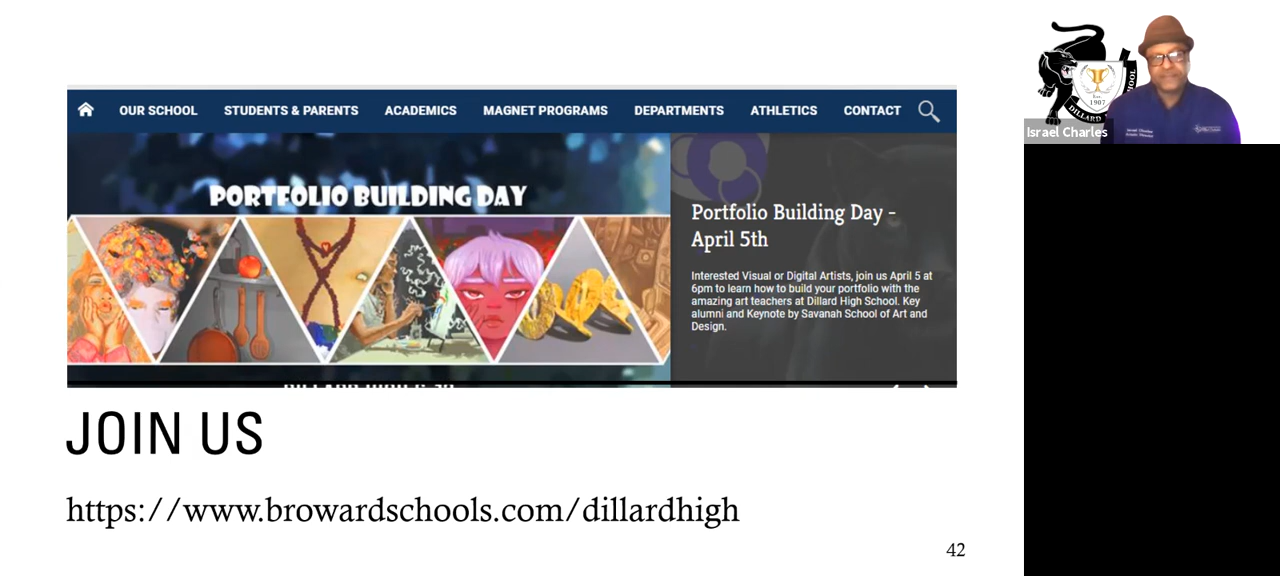 OUR SCHOOL STUDENTS & PARENTS ACADEMICS MAGNET PROGRAMS DEPARTMENTS ATHLETICS CONTACT
PORTFOLIO BUILDING DAY
Portfolio Building Day -
April 5th
Interested Visual or Digital Artists, join us April 5 at
6pm to learn how to build your portfolio with the
amazing art teachers at Dillard High School. Key
alumni and Keynote by Savanah School of Art and
Design.
JOIN US
https://www.browardschools.com/dillardhigh
42
Est.
1907
DILLARD
Israel Charles